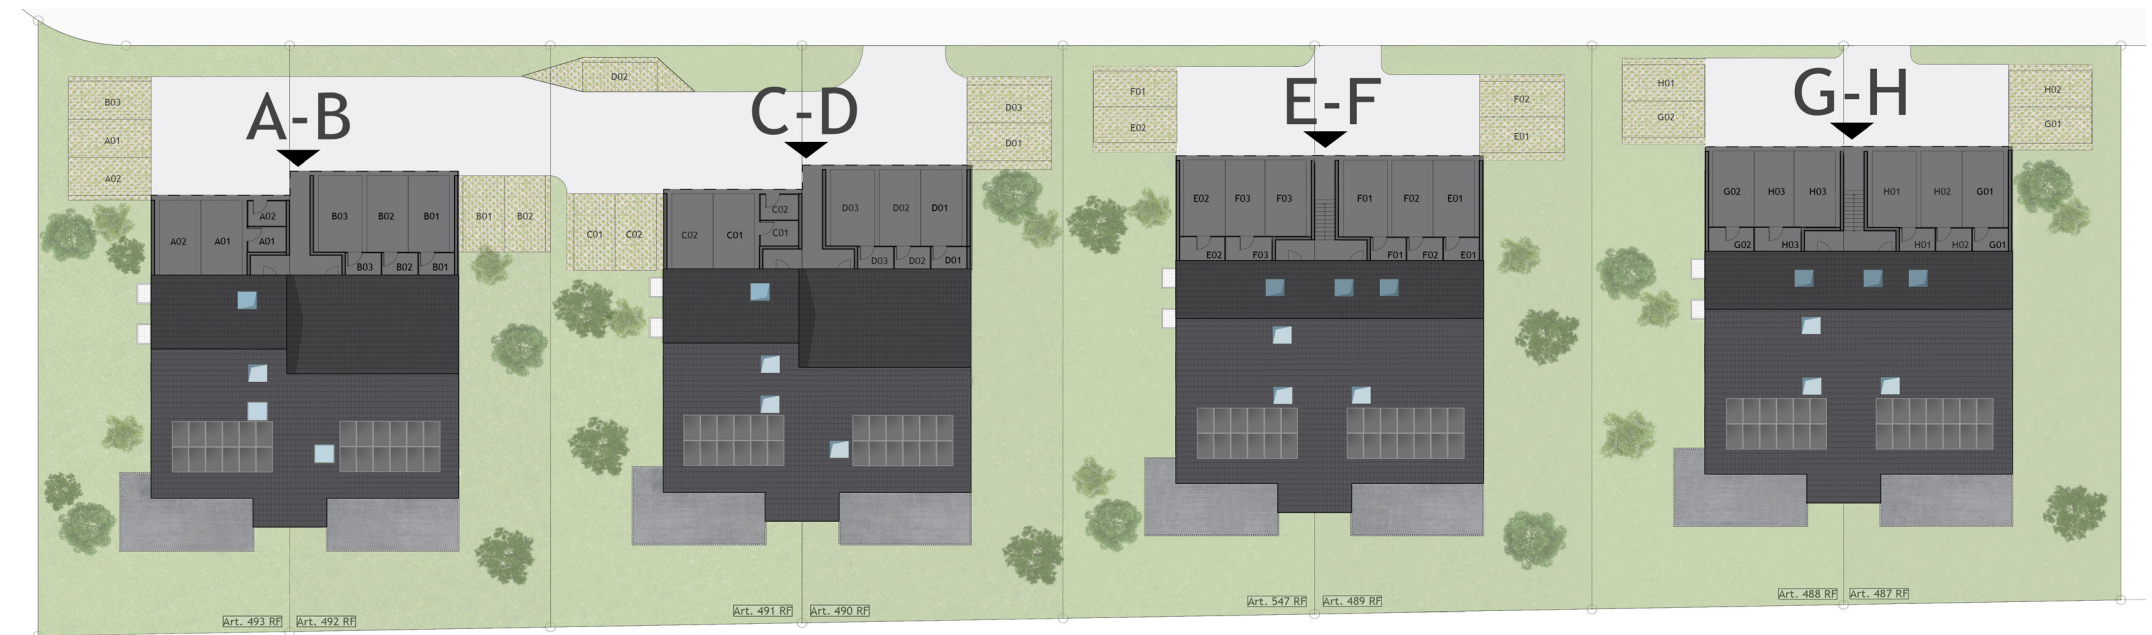 A-B
C-D
E-F
G-H
B03
A01
A02
D02
D03
D01
F01
E02
F02
E01
H01
G02
H02
G01
A02
A01
A02
A01
B03
B02
B01
B03
B02
B01
B01
B02
C01
C02
C02
C01
C02
C01
D03
D02
D01
D03
D02
D01
E02
F03
F03
E02
F03
F01
F02
E01
F01
F02
E01
G02
H03
H03
G02
H03
H01
H02
G01
H01
H02
G01
Art. 493 RF
Art. 492 RF
Art. 491 RF
Art. 490 RF
Art. 547 RF
Art. 489 RF
Art. 488 RF
Art. 487 RF